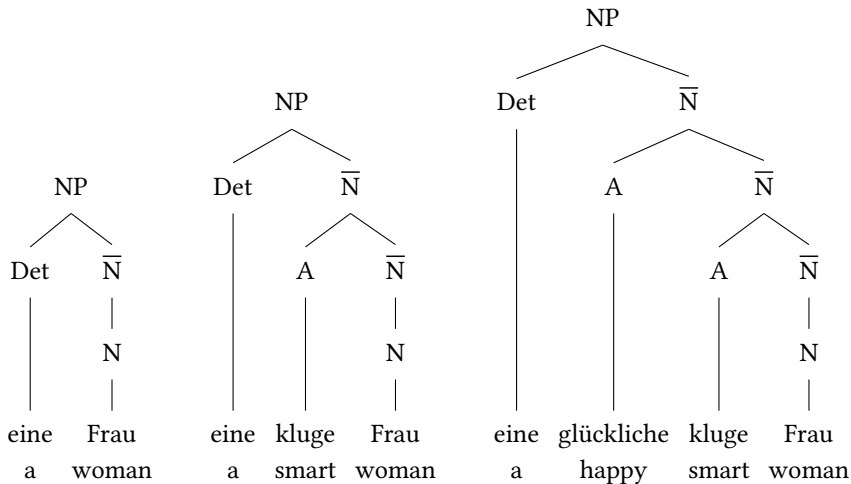 NP
NP Det N̅
NP Det N̅ A N̅
Det N̅ A N̅ A N̅
N N N
eine Frau eine kluge Frau eine glückliche kluge Frau
a woman a smart woman a happy smart woman